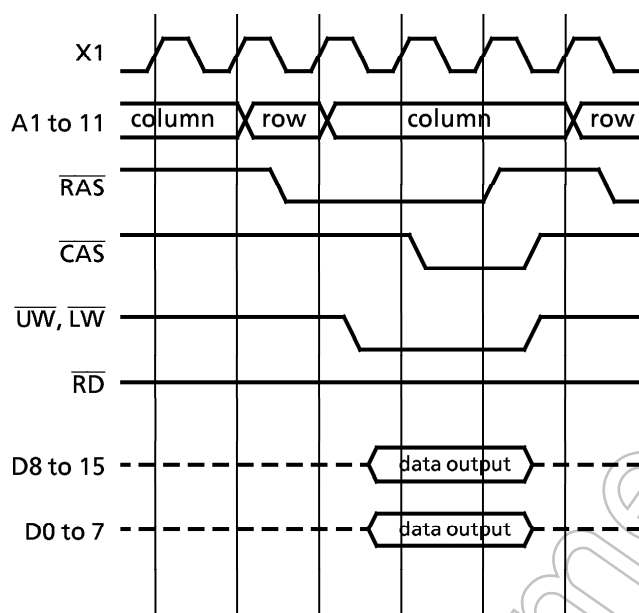 X1
A1 to 11 column row column row
RAS
CAS
UW, LW
RD
D8 to 15 data output
D0 to 7 data output